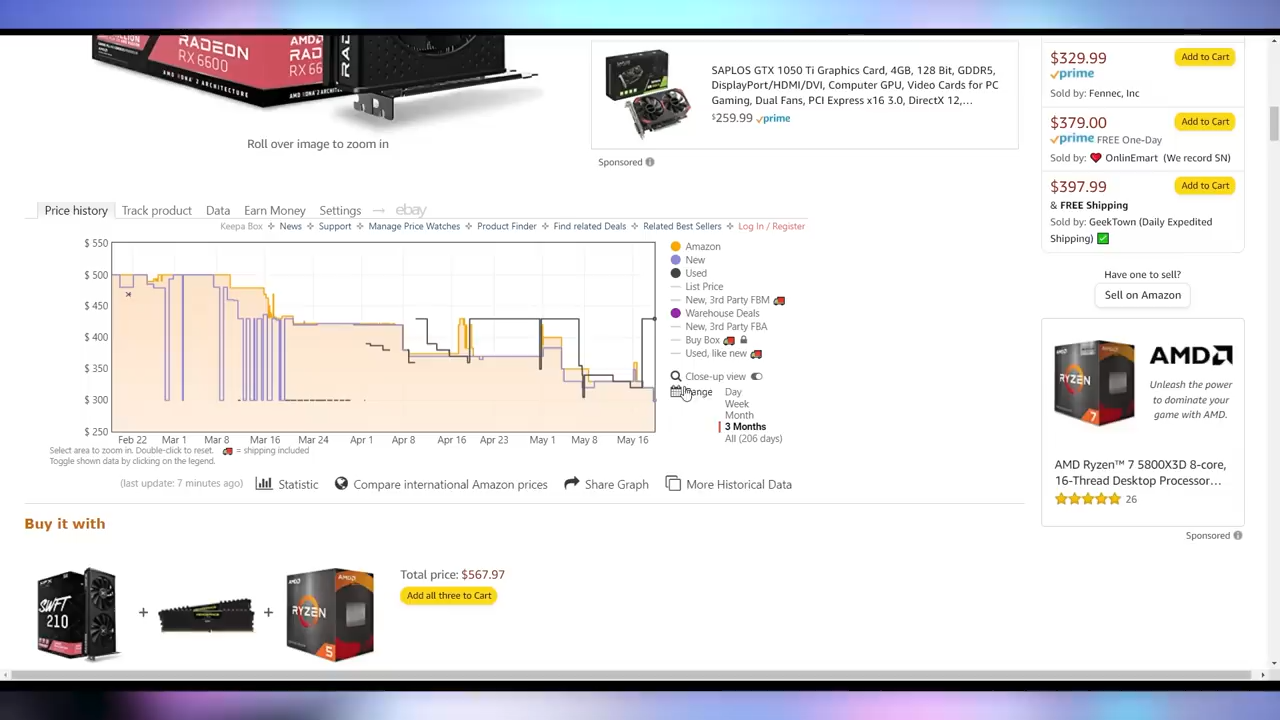 RADEON
RX 6600
AMD RDNA 2 ARCHITECTURE
AMD
RAD
RX 66
AMD RDNA 2 ARCHITE
Roll over image to zoom in
SAPLOS GTX 1050 Ti Graphics Card, 4GB, 128 Bit, GDDR5,
DisplayPort/HDMI/DVI, Computer GPU, Video Cards for PC
Gaming, Dual Fans, PCI Express x16 3.0, DirectX 12,...
$259.99 prime
Sponsored
$329.99
Add to Cart
prime
Sold by: Fennec, Inc
$379.00
Add to Cart
prime FREE One-Day
Sold by: OnlinEmart (We record SN)
$397.99
Add to Cart
& FREE Shipping
Sold by: GeekTown (Daily Expedited
Shipping)
Have one to sell?
Sell on Amazon
Price history Track product Data Earn Money Settings ebay
Keepa Box News Support Manage Price Watches Product Finder Find related Deals Related Best Sellers Log In / Register
$ 550
$ 500
$ 450
$ 400
$ 350
$ 300
$ 250
Feb 22 Mar 1 Mar 8 Mar 16 Mar 24 Apr 1 Apr 8 Apr 16 Apr 23 May 1 May 8 May 16
Amazon
New
Used
List Price
New, 3rd Party FBM
Warehouse Deals
New, 3rd Party FBA
Buy Box
Used, like new
Close-up view
Day
Week
Month
3 Months
All (206 days)
Select area to zoom in. Double-click to reset. = shipping included
Toggle shown data by clicking on the legend.
(last update: 7 minutes ago) Statistic Compare international Amazon prices Share Graph More Historical Data
Buy it with
SWFT
210
AMD
RYZEN
5
Total price: $567.97
Add all three to Cart
RYZEN
7
AMD
Unleash the power
to dominate your
game with AMD.
AMD Ryzen™ 7 5800X3D 8-core,
16-Thread Desktop Processor...
26
Sponsored